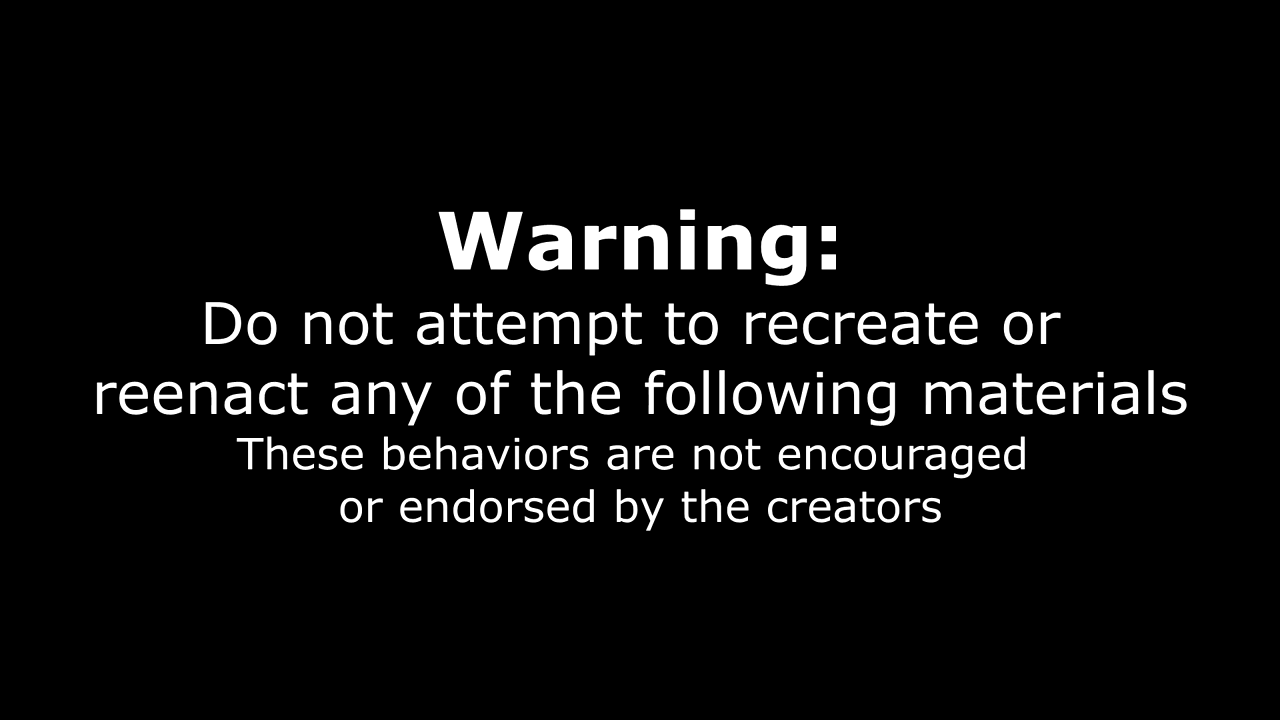 Warning:
Do not attempt to recreate or
reenact any of the following materials
These behaviors are not encouraged
or endorsed by the creators